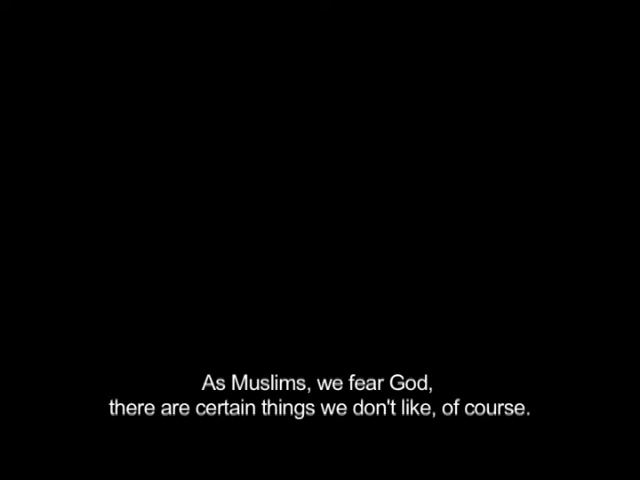 As Muslims, we fear God,
there are certain things we don't like, of course.